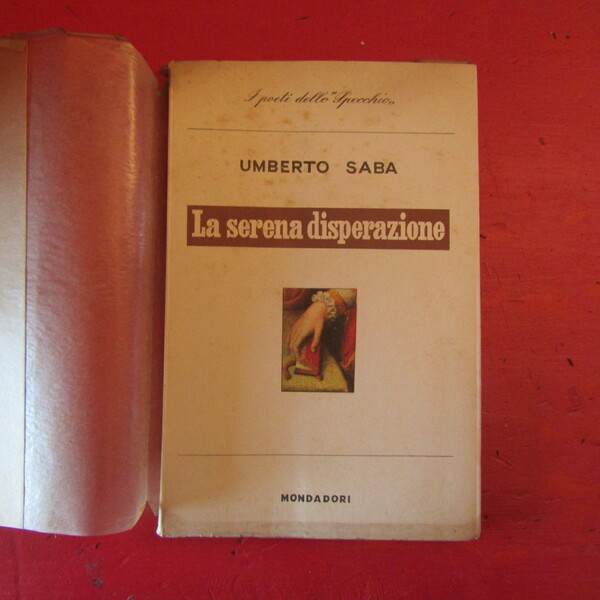 I poeti dello "Specchio"
UMBERTO SABA
La serena disperazione
MONDADORI